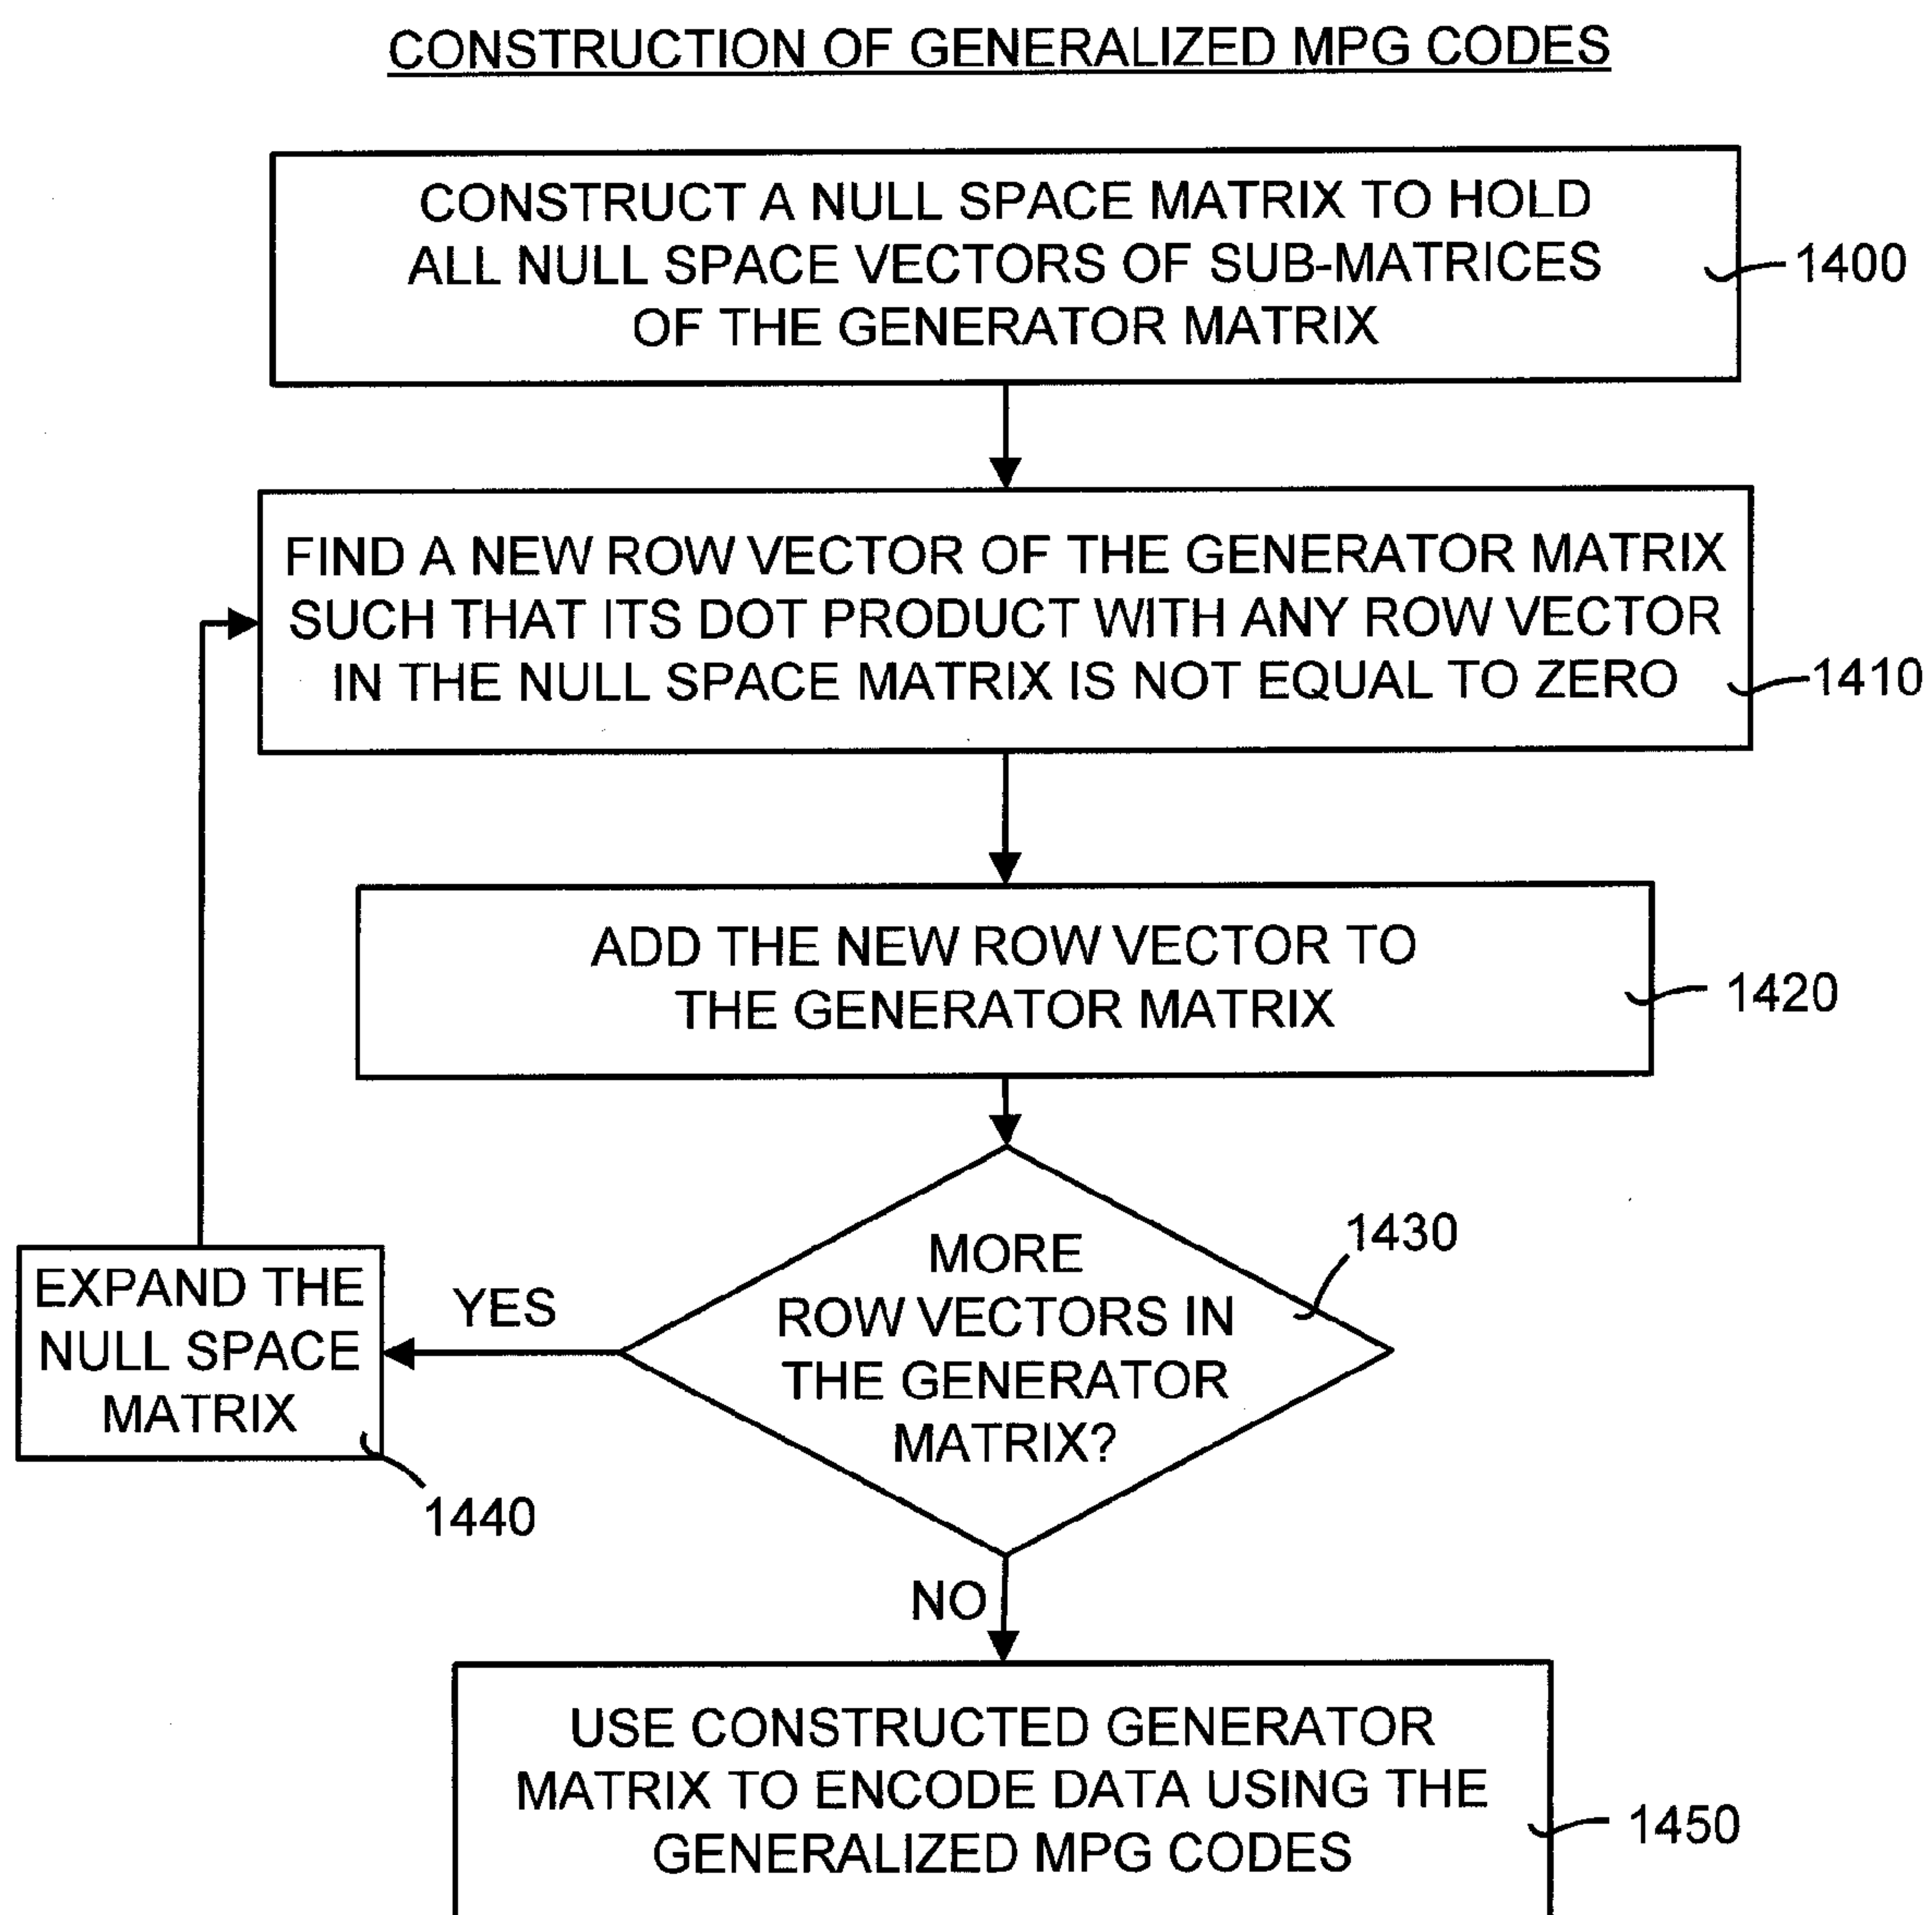 CONSTRUCTION OF GENERALIZED MPG CODES
CONSTRUCT A NULL SPACE MATRIX TO HOLD
ALL NULL SPACE VECTORS OF SUB-MATRICES
OF THE GENERATOR MATRIX
1400
FIND A NEW ROW VECTOR OF THE GENERATOR MATRIX
SUCH THAT ITS DOT PRODUCT WITH ANY ROW VECTOR
IN THE NULL SPACE MATRIX IS NOT EQUAL TO ZERO
1410
ADD THE NEW ROW VECTOR TO
THE GENERATOR MATRIX
1420
MORE
ROW VECTORS IN
THE GENERATOR
MATRIX?
1430
YES
EXPAND THE
NULL SPACE
MATRIX
1440
NO
USE CONSTRUCTED GENERATOR
MATRIX TO ENCODE DATA USING THE
GENERALIZED MPG CODES
1450